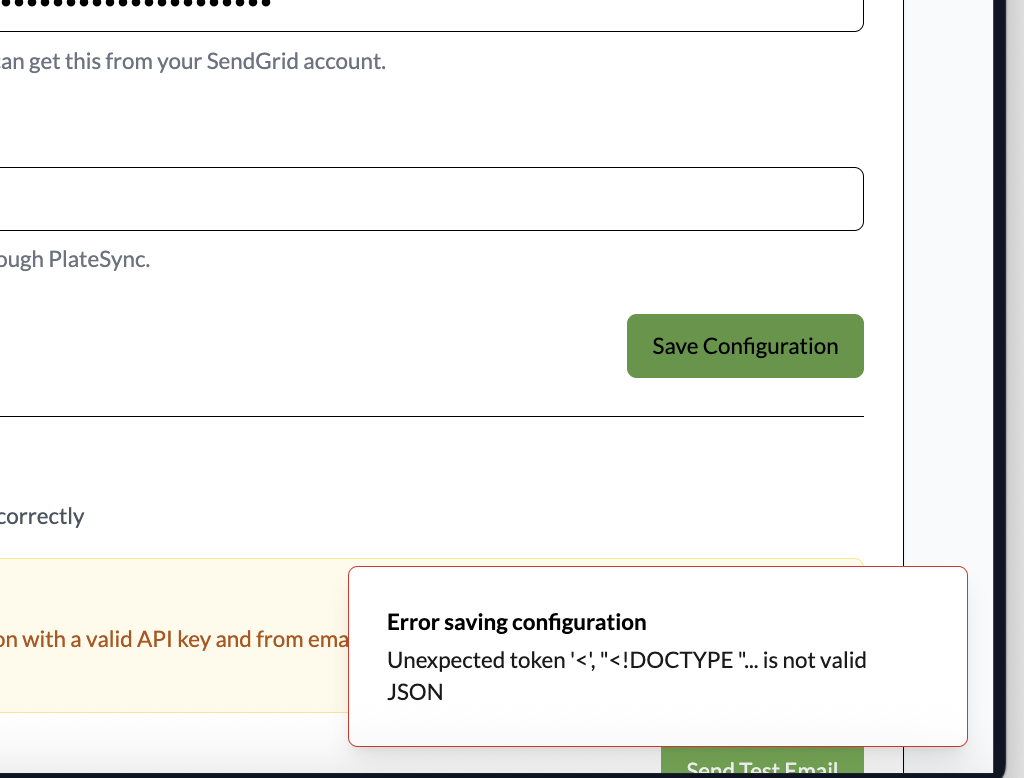 an get this from your SendGrid account.
ough PlateSync.
Save Configuration
correctly
on with a valid API key and from ema
Error saving configuration
Unexpected token '<', "<!DOCTYPE "... is not valid
JSON
Send Test Email